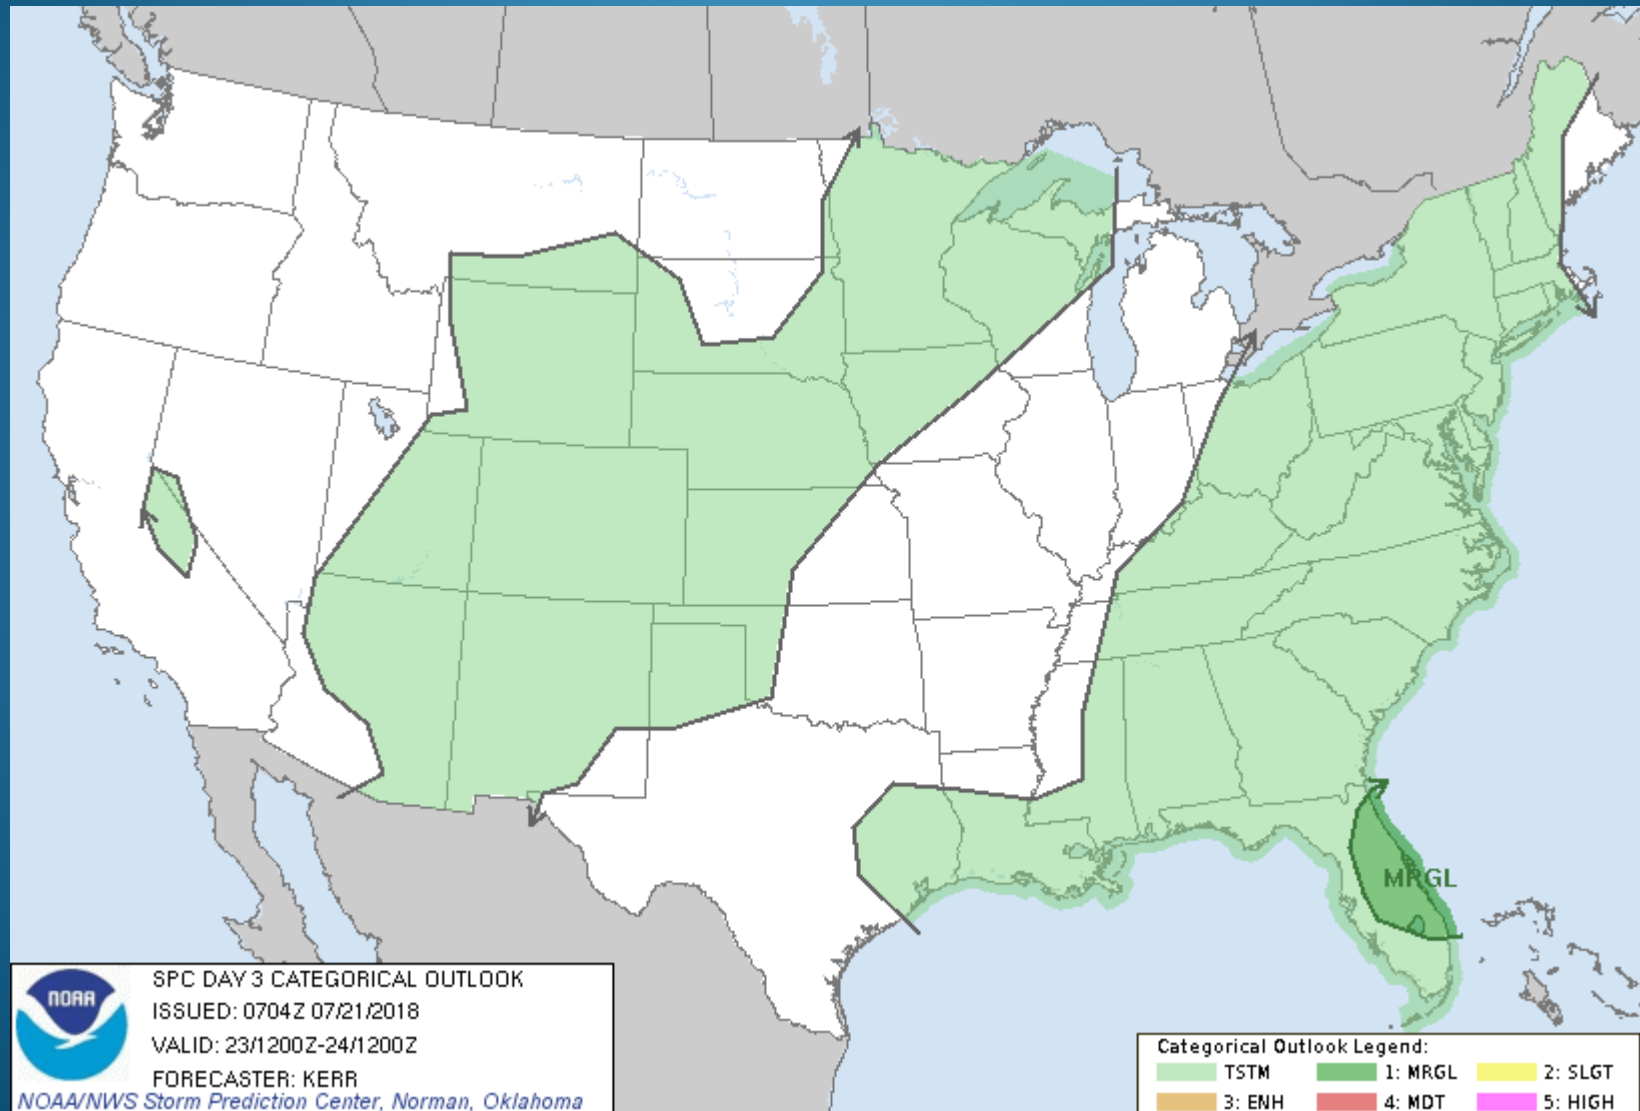 MRGL
NOAA
SPC DAY 3 CATEGORICAL OUTLOOK
ISSUED: 0704Z 07/21/2018
VALID: 23/1200Z-24/1200Z
FORECASTER: KERR
NOAA/NWS Storm Prediction Center, Norman, Oklahoma
Categorical Outlook Legend:
TSTM 1: MRGL 2: SLGT
3: ENH 4: MDT 5: HIGH